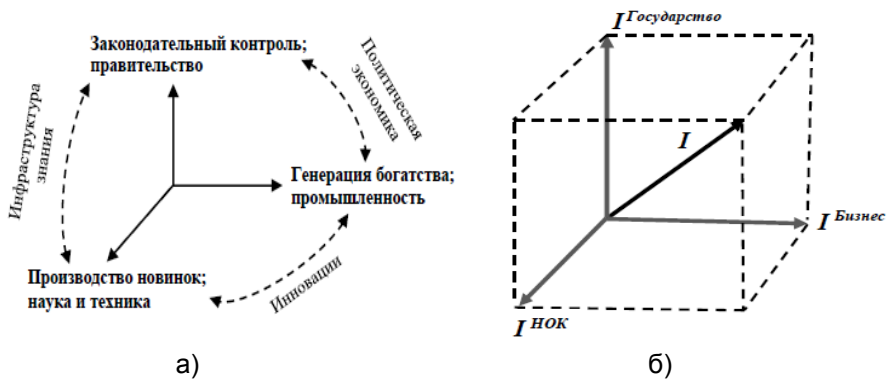 Законодательный контроль;
правительство
Политическая
экономика
Инфраструктура
знания
Генерация богатства;
промышленность
Производство новинок;
наука и техника
Инновации
а)
I Государство
I
I Бизнес
I НОК
б)